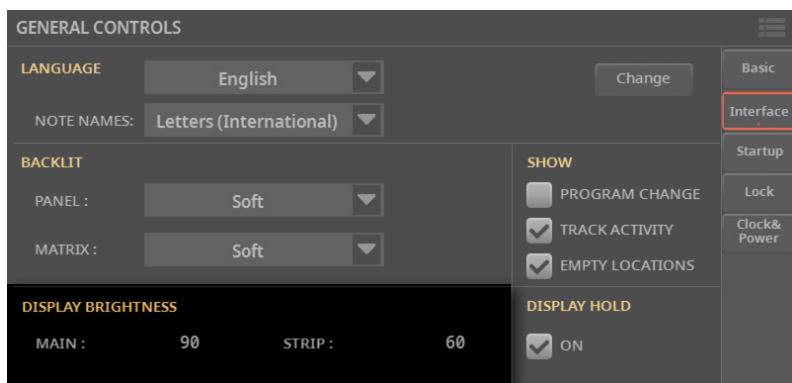 GENERAL CONTROLS
LANGUAGE English Change
NOTE NAMES: Letters (International)
BACKLIT
PANEL : Soft
MATRIX : Soft
SHOW
PROGRAM CHANGE
TRACK ACTIVITY
EMPTY LOCATIONS
DISPLAY BRIGHTNESS
MAIN : 90 STRIP : 60
DISPLAY HOLD
ON
Basic
Interface
Startup
Lock
Clock&
Power